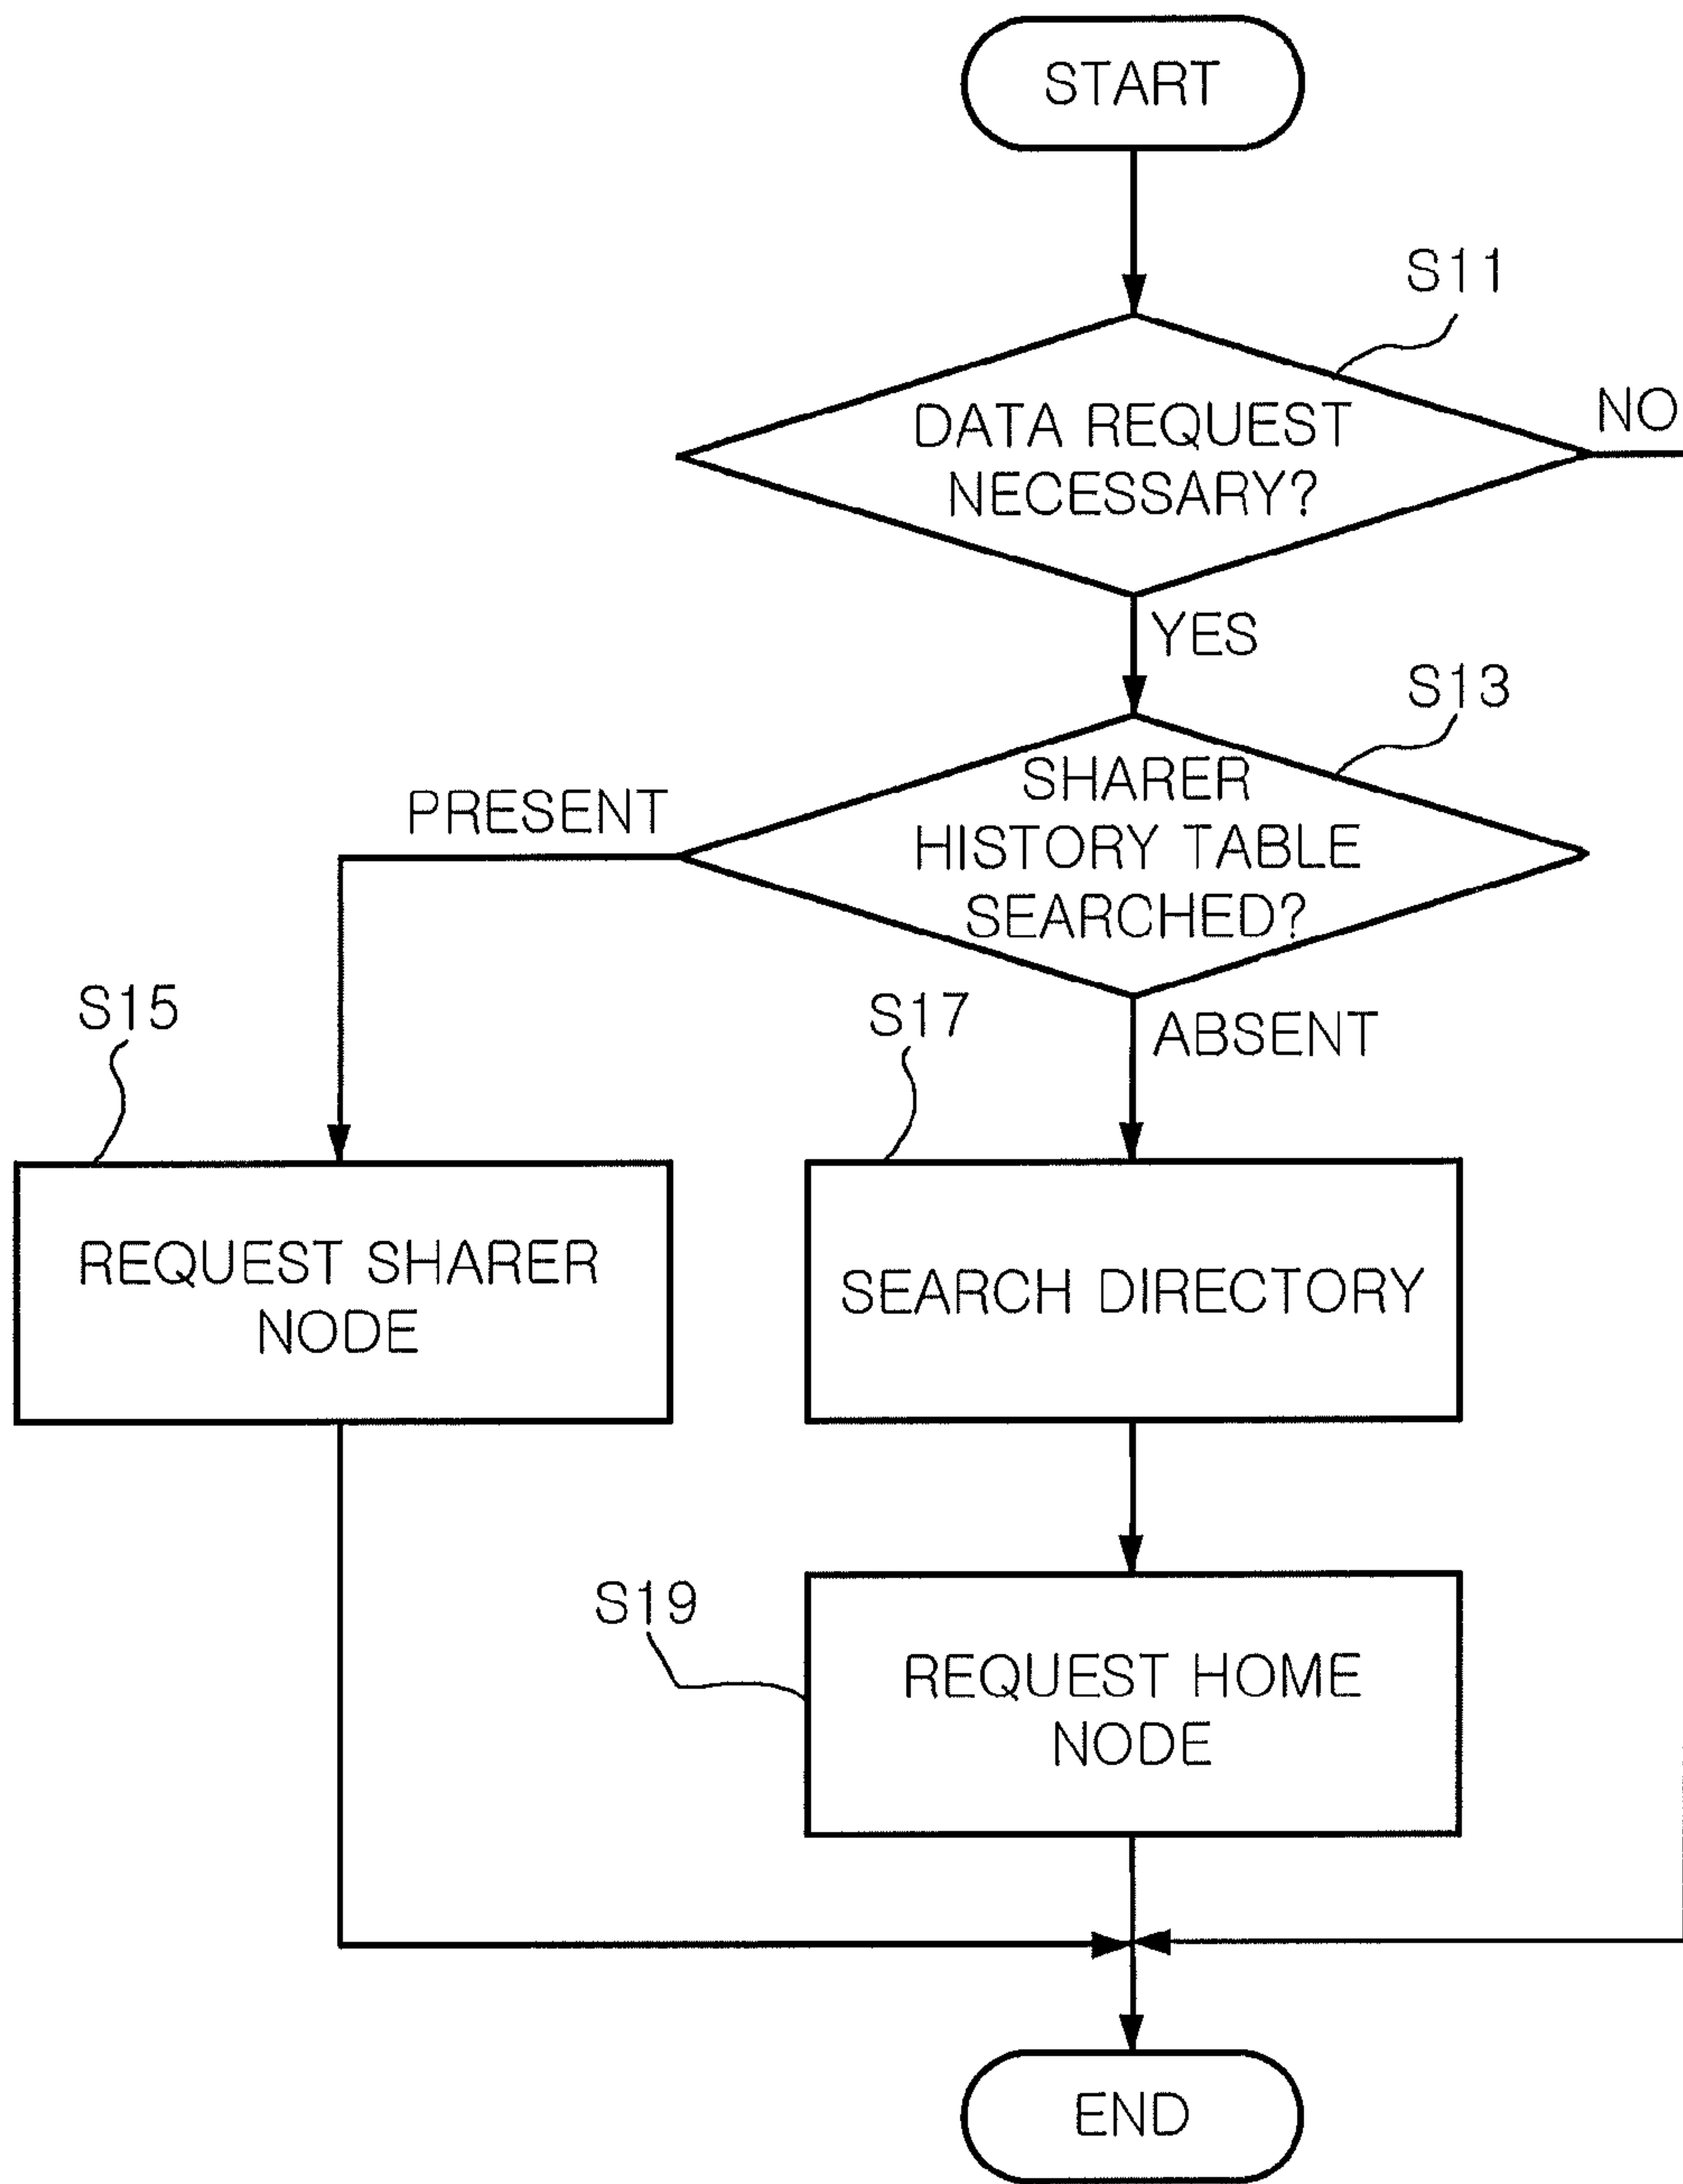 START
S11
DATA REQUEST
NECESSARY?
NO
YES
S13
SHARER
HISTORY TABLE
SEARCHED?
PRESENT
ABSENT
S15
S17
REQUEST SHARER
NODE
SEARCH DIRECTORY
S19
REQUEST HOME
NODE
END